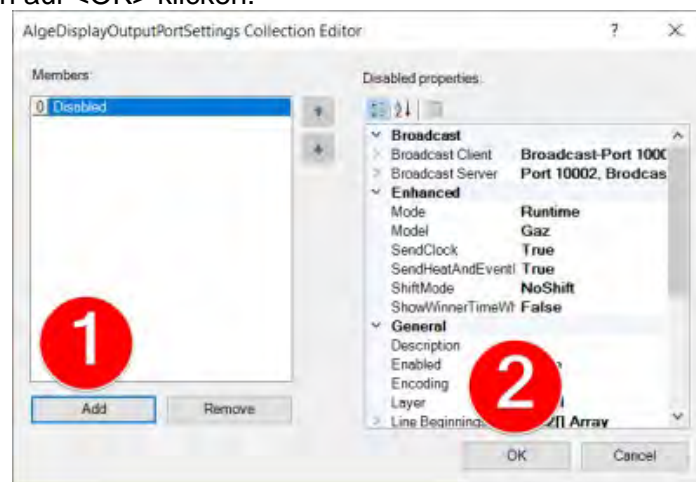 auf <OK> klicken.
AlgeDisplayOutputPortSettings Collection Editor ? ×
Members:
Disabled properties:
0 Disabled
Broadcast
Broadcast Client Broadcast-Port 1000
Broadcast Server Port 10002, Brodcas
Enhanced
Mode Runtime
Model Gaz
SendClock True
SendHeatAndEventI True
ShiftMode NoShift
ShowWinnerTimeWh False
General
Description
Enabled
Encoding
Layer
Line Beginnings [] Array
1
2
Add Remove
OK Cancel